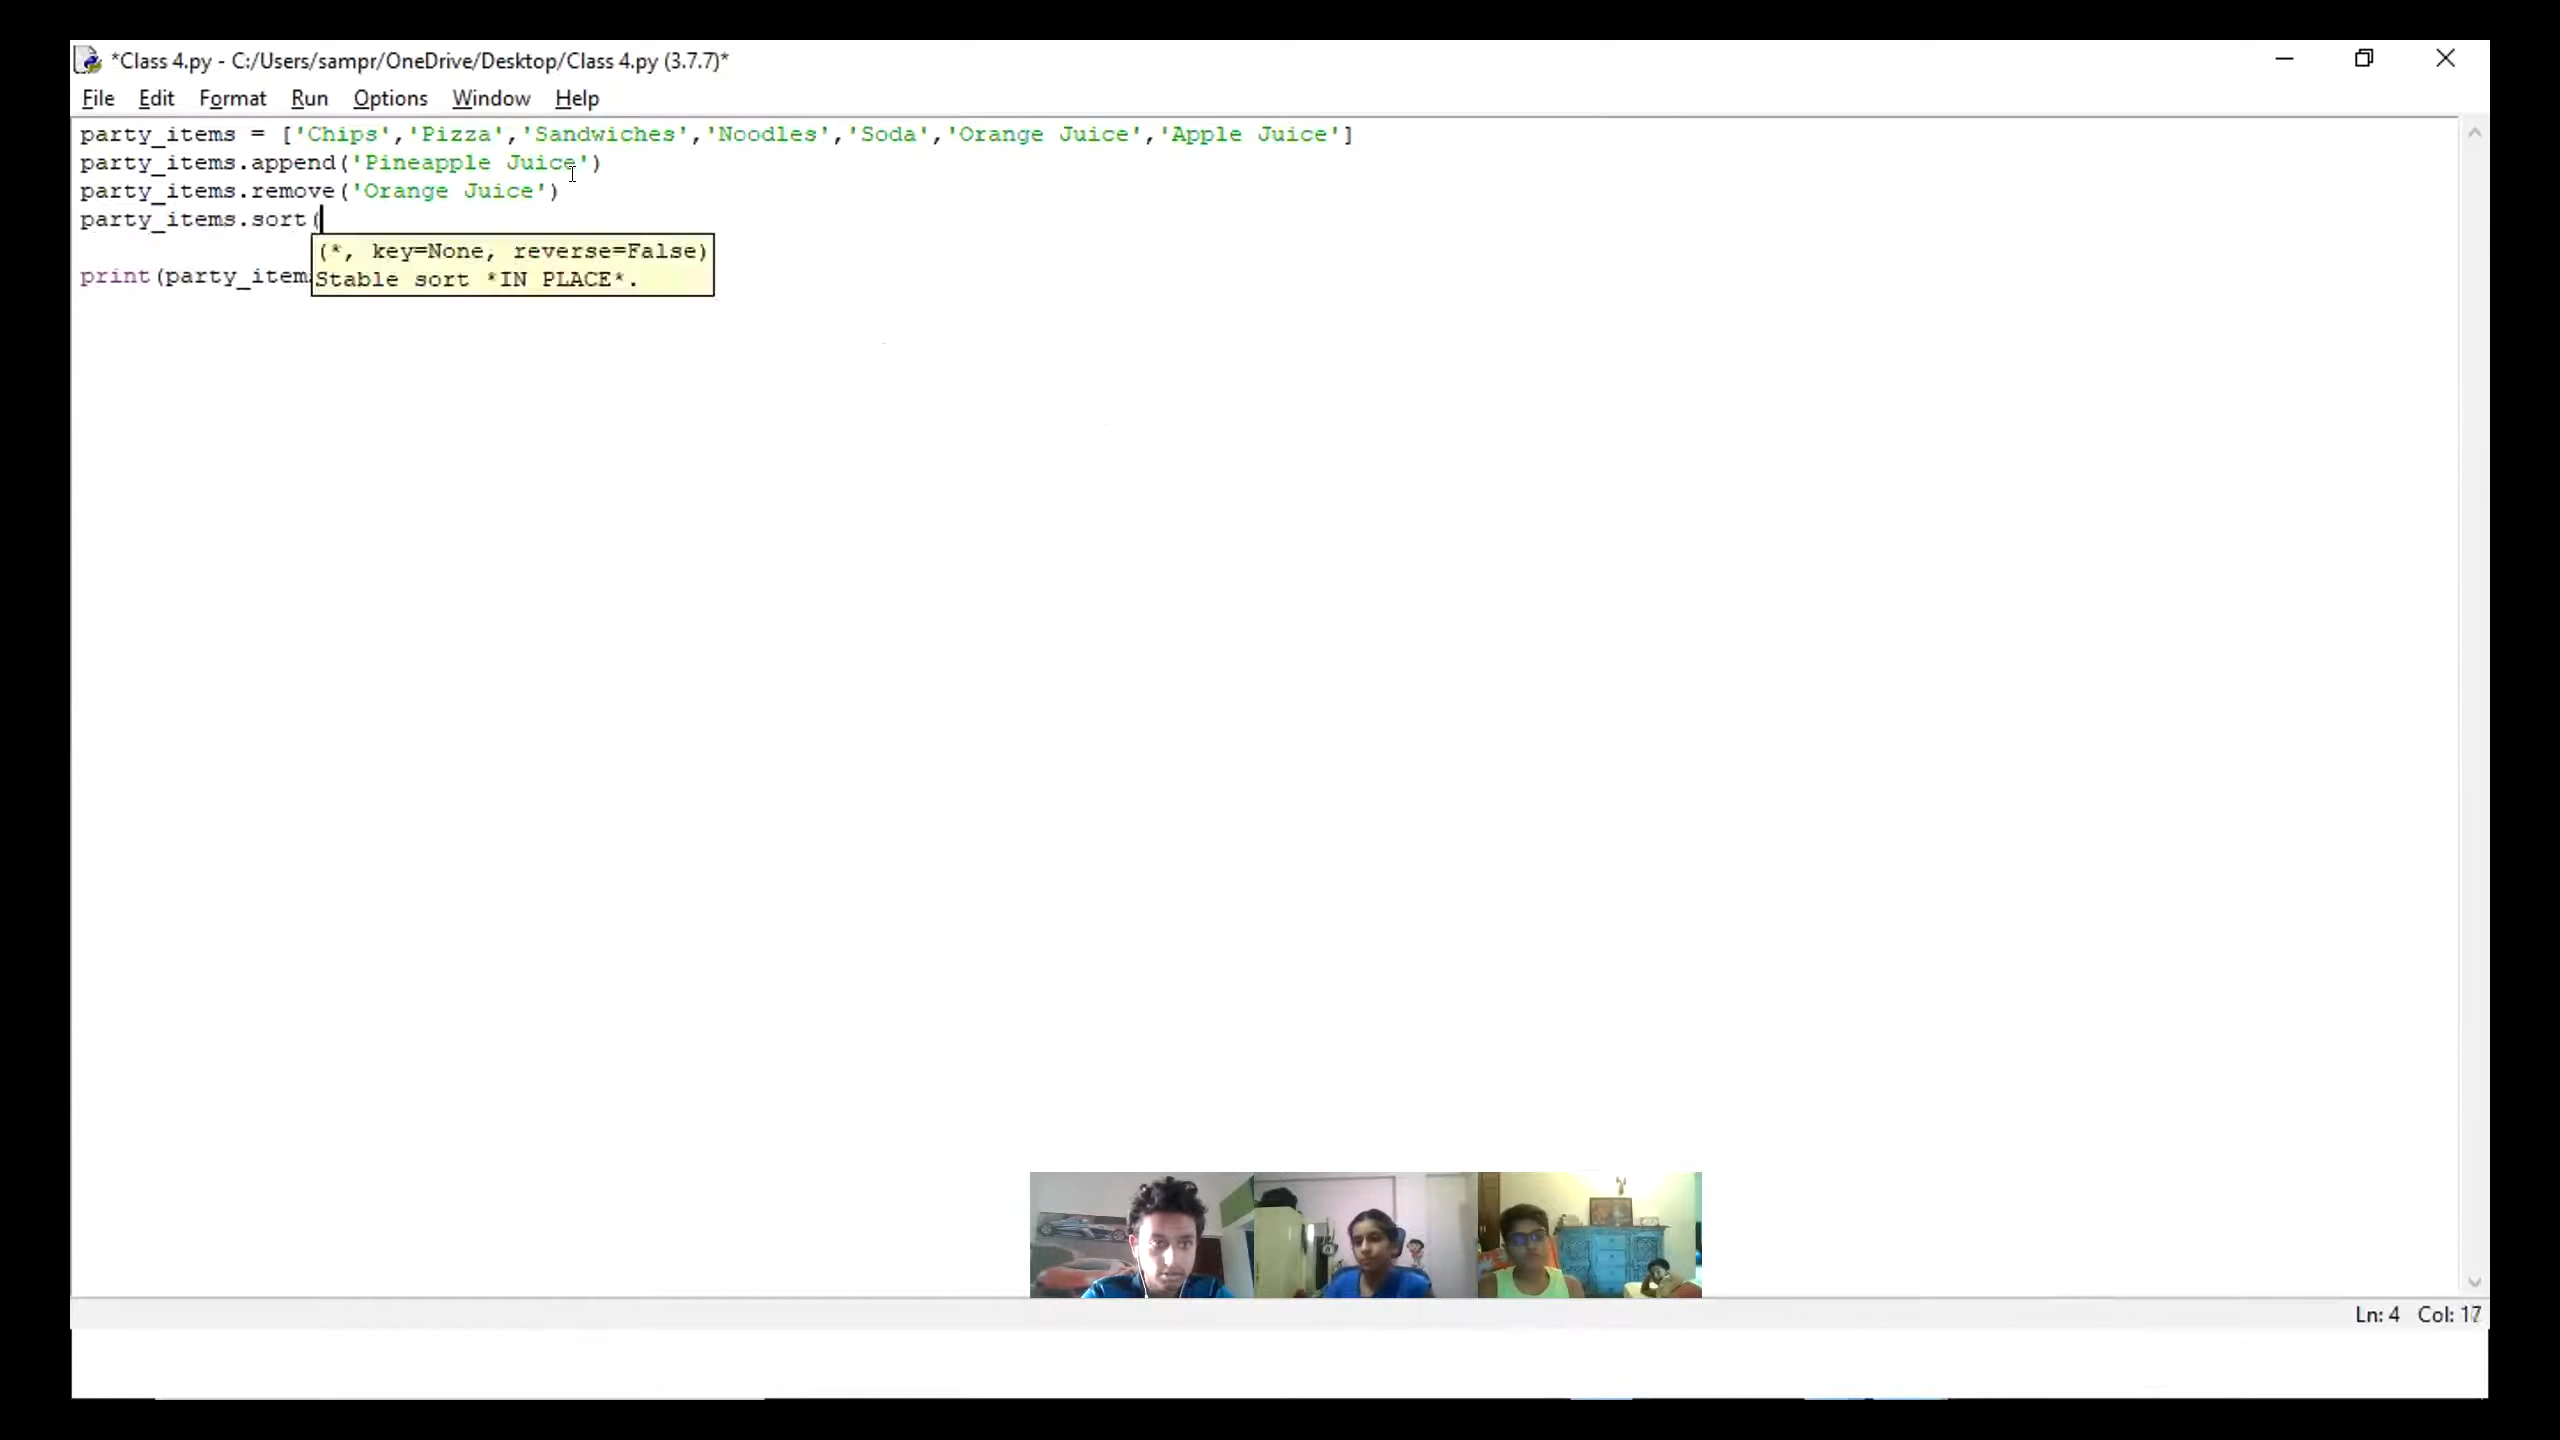 *Class 4.py - C:/Users/sampr/OneDrive/Desktop/Class 4.py (3.7.7)*
File Edit Format Run Options Window Help
party_items = ['Chips','Pizza','Sandwiches','Noodles','Soda','Orange Juice','Apple Juice']
party_items.append('Pineapple Juice')
party_items.remove('Orange Juice')
party_items.sort(
(*, key=None, reverse=False)
print(party_item
Stable sort *IN PLACE*.
Ln: 4 Col: 17